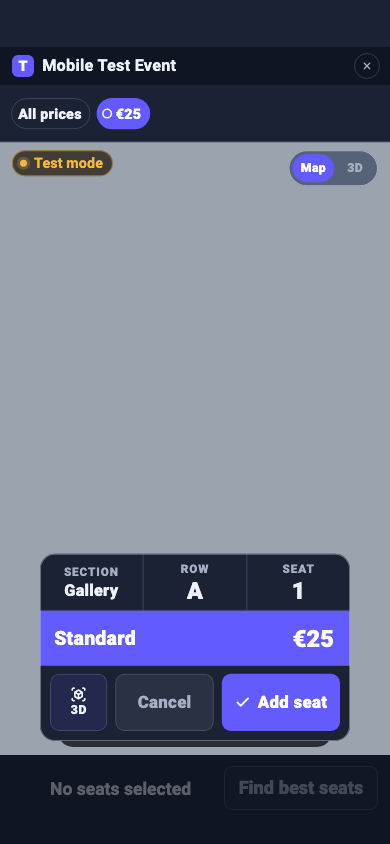 T Mobile Test Event
All prices €25
Test mode
Map 3D
SECTION ROW SEAT
Gallery A 1
Standard €25
3D Cancel Add seat
No seats selected Find best seats